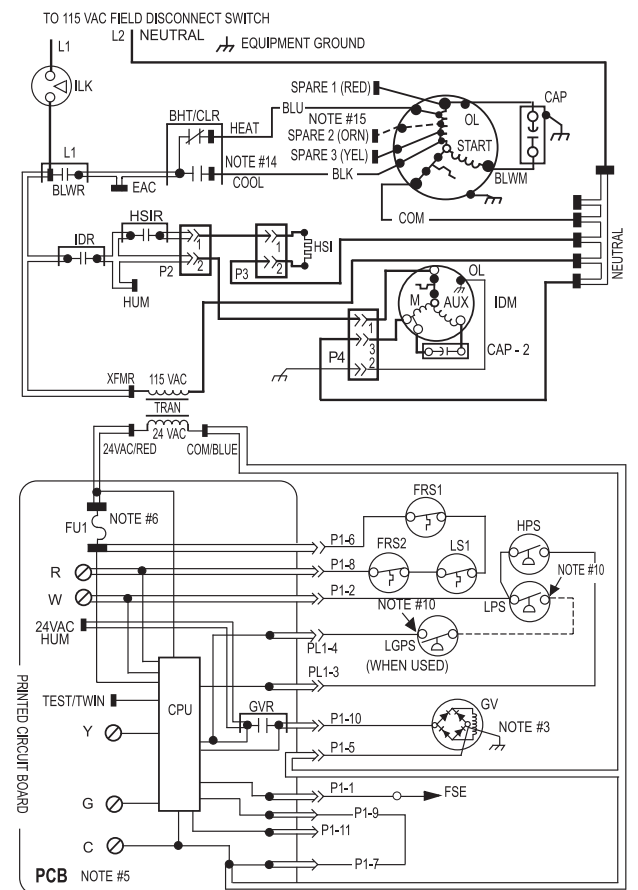 TO 115 VAC FIELD DISCONNECT SWITCH
L1
L2 NEUTRAL
EQUIPMENT GROUND
ILK
SPARE 1 (RED)
CAP
BHT/CLR
BLU
OL
HEAT
NOTE #15
SPARE 2 (ORN)
START
L1
NOTE #14
SPARE 3 (YEL)
BLWR
EAC
COOL
BLK
BLWM
HSIR
COM
IDR
1
1
HSI
NEUTRAL
P2
2
P3
2
OL
HUM
M
AUX
IDM
1
P4
3
2
CAP - 2
XFMR
115 VAC
TRAN
24 VAC
24VAC/RED
COM/BLUE
NOTE #6
FU1
FRS1
P1-6
HPS
FRS2
LS1
R
P1-8
NOTE #10
W
P1-2
NOTE #10
LPS
24VAC
HUM
LGPS
PL1-4
(WHEN USED)
PL1-3
PRINTED CIRCUIT BOARD
TEST/TWIN
CPU
GVR
GV
P1-10
NOTE #3
Y
P1-5
P1-1
FSE
G
P1-9
P1-11
C
P1-7
PCB NOTE #5